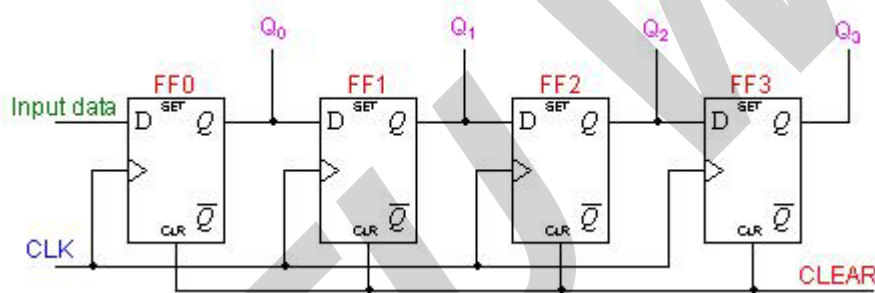 Q0 Q1 Q2 Q3
FF0 FF1 FF2 FF3
SET SET SET SET
Input data D Q D Q D Q D Q
Q̅ Q̅ Q̅ Q̅
CLR CLR CLR CLR
CLK
CLEAR